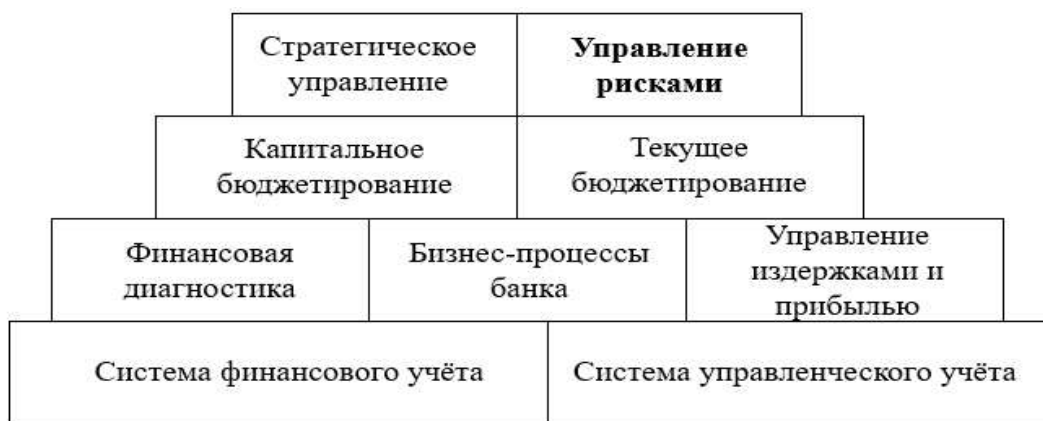 Стратегическое
управление
Управление
рисками
Капитальное
бюджетирование
Текущее
бюджетирование
Финансовая
диагностика
Бизнес-процессы
банка
Управление
издержками и
прибылью
Система финансового учёта
Система управленческого учёта